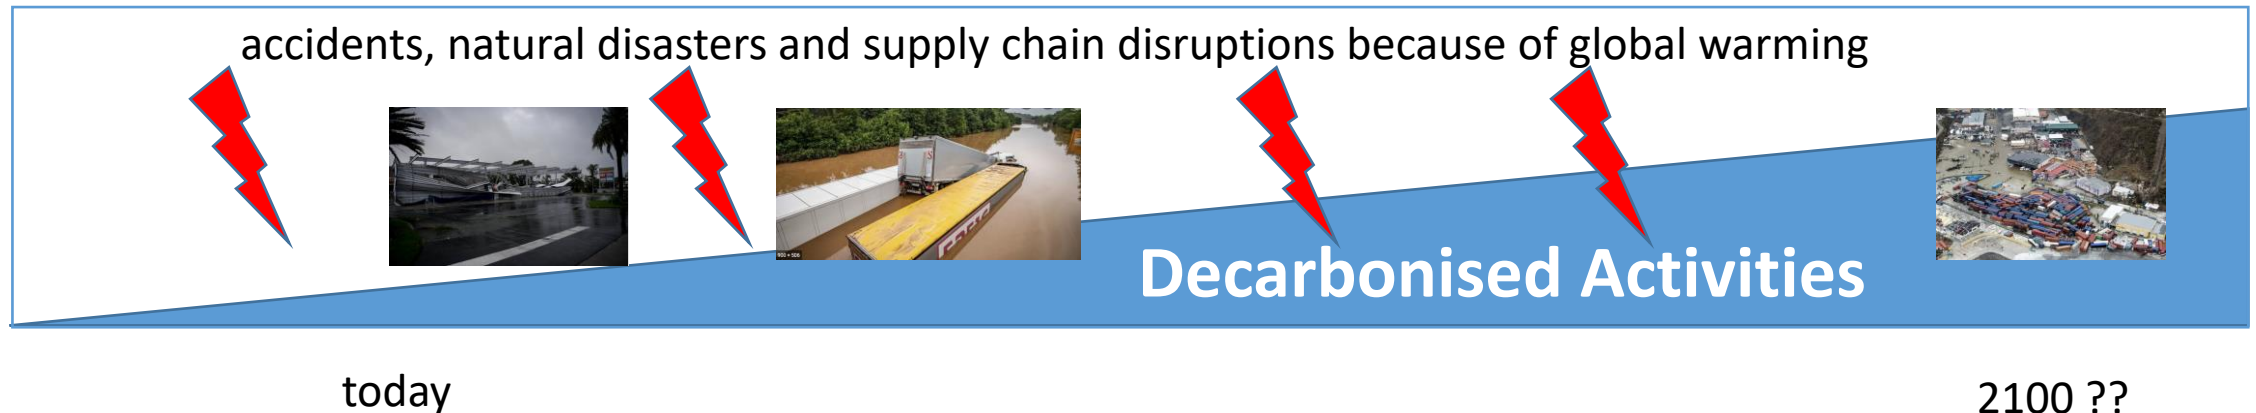 accidents, natural disasters and supply chain disruptions because of global warming
Decarbonised Activities
today
2100 ??